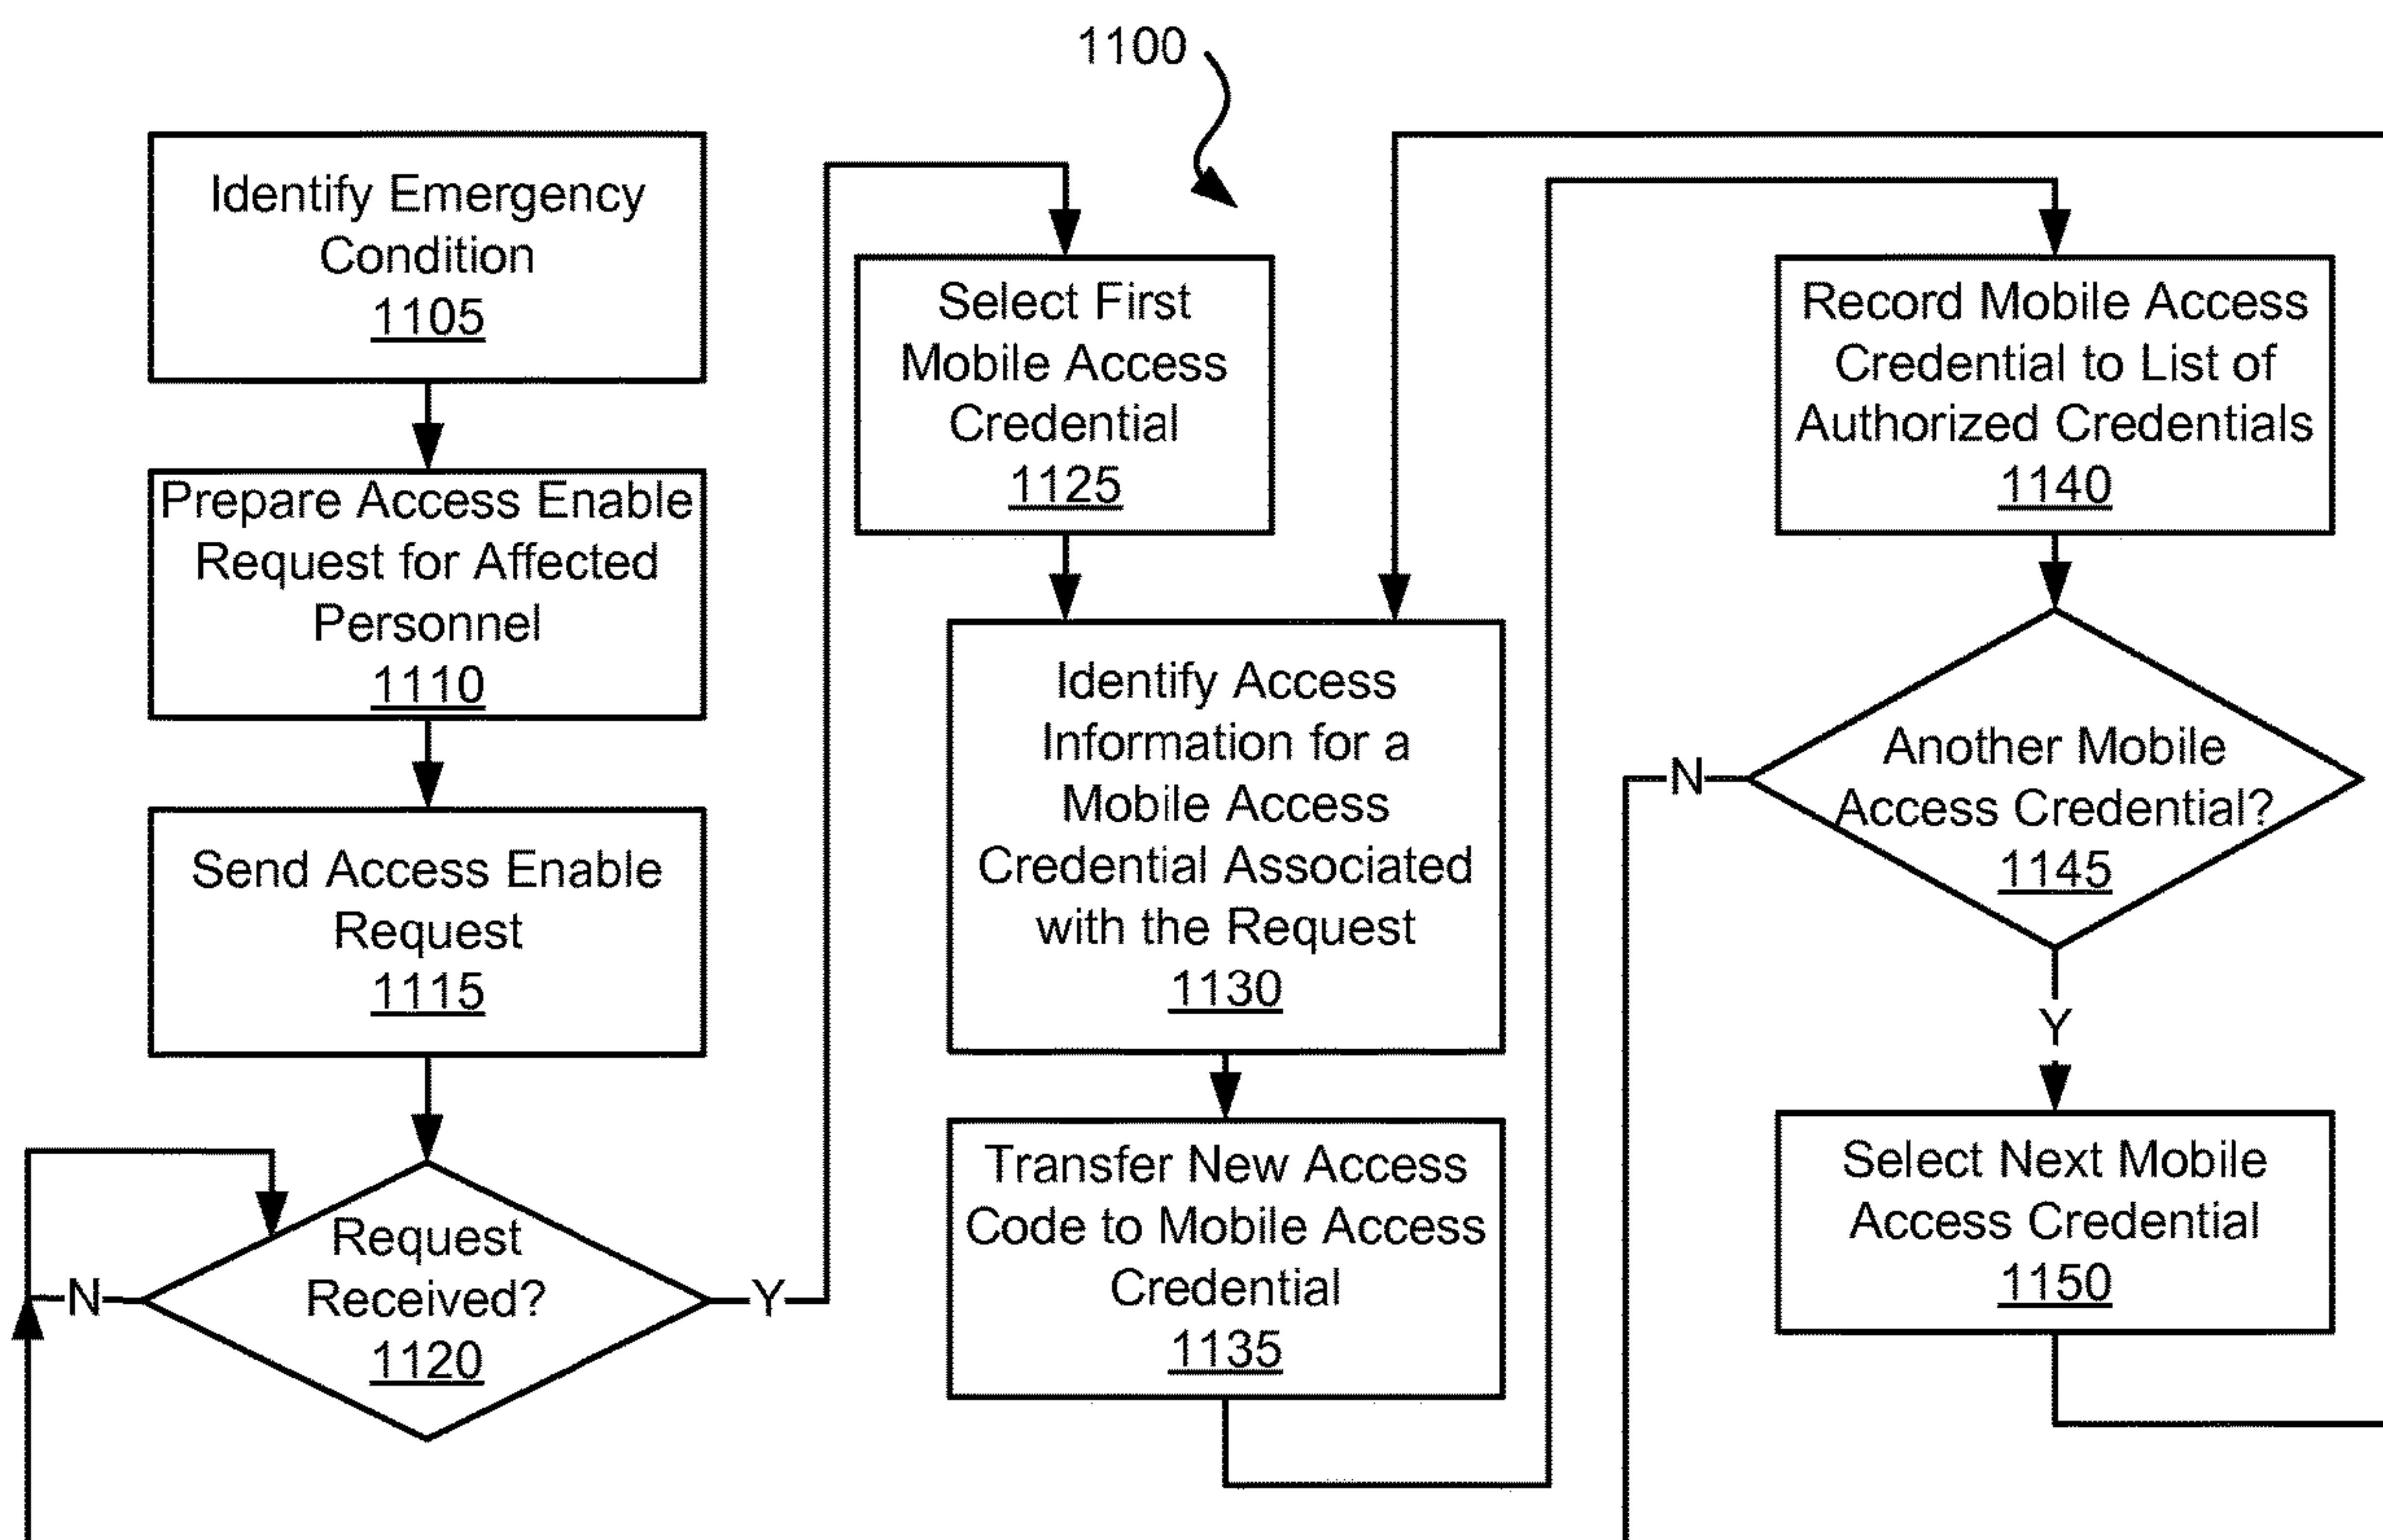 1100
Identify Emergency
Condition
1105
Prepare Access Enable
Request for Affected
Personnel
1110
Send Access Enable
Request
1115
Request
Received?
1120
N
Y
Select First
Mobile Access
Credential
1125
Identify Access
Information for a
Mobile Access
Credential Associated
with the Request
1130
Transfer New Access
Code to Mobile Access
Credential
1135
Record Mobile Access
Credential to List of
Authorized Credentials
1140
Another Mobile
Access Credential?
1145
N
Y
Select Next Mobile
Access Credential
1150